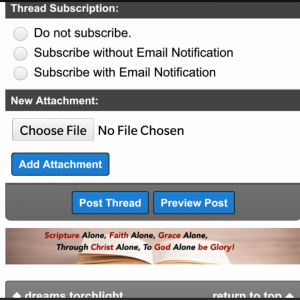 Thread Subscription:
Do not subscribe.
Subscribe without Email Notification
Subscribe with Email Notification
New Attachment:
Choose File No File Chosen
Add Attachment
Post Thread Preview Post
Scripture Alone, Faith Alone, Grace Alone,
Through Christ Alone, To God Alone be Glory!
dreams torchlight return to top